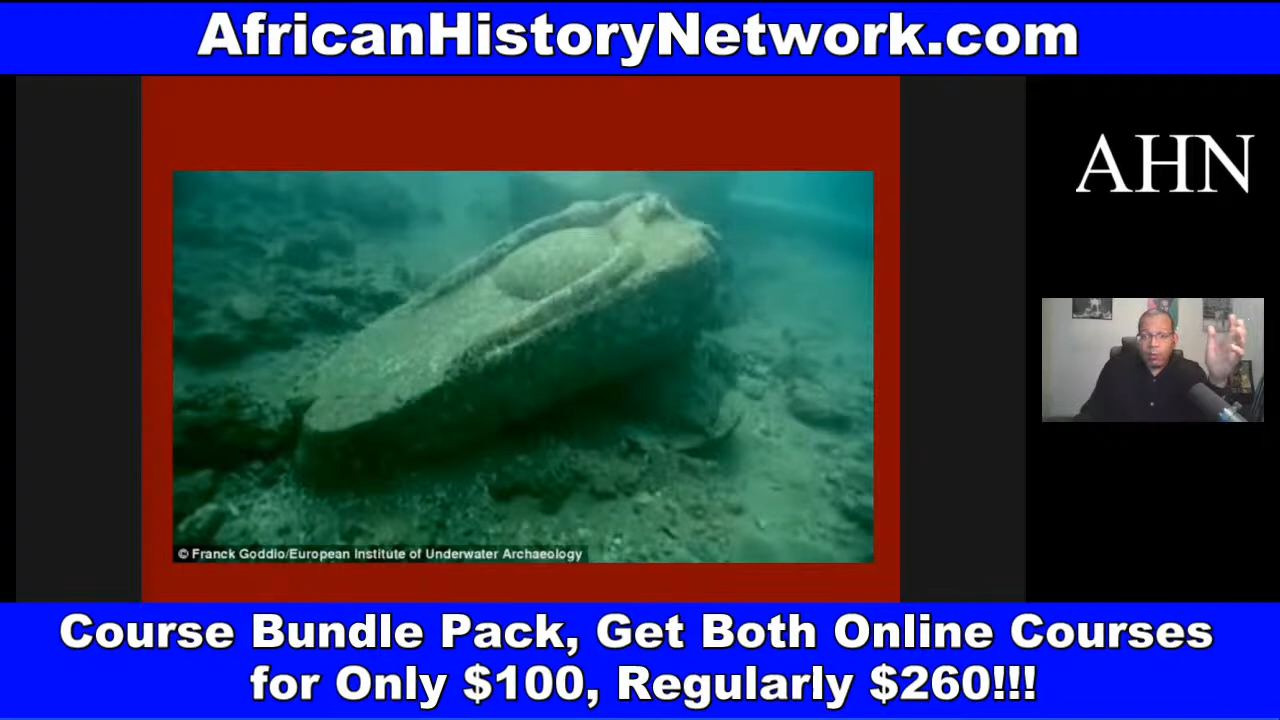 AfricanHistoryNetwork.com
AHN
© Franck Goddio/European Institute of Underwater Archaeology
Course Bundle Pack, Get Both Online Courses
for Only $100, Regularly $260!!!